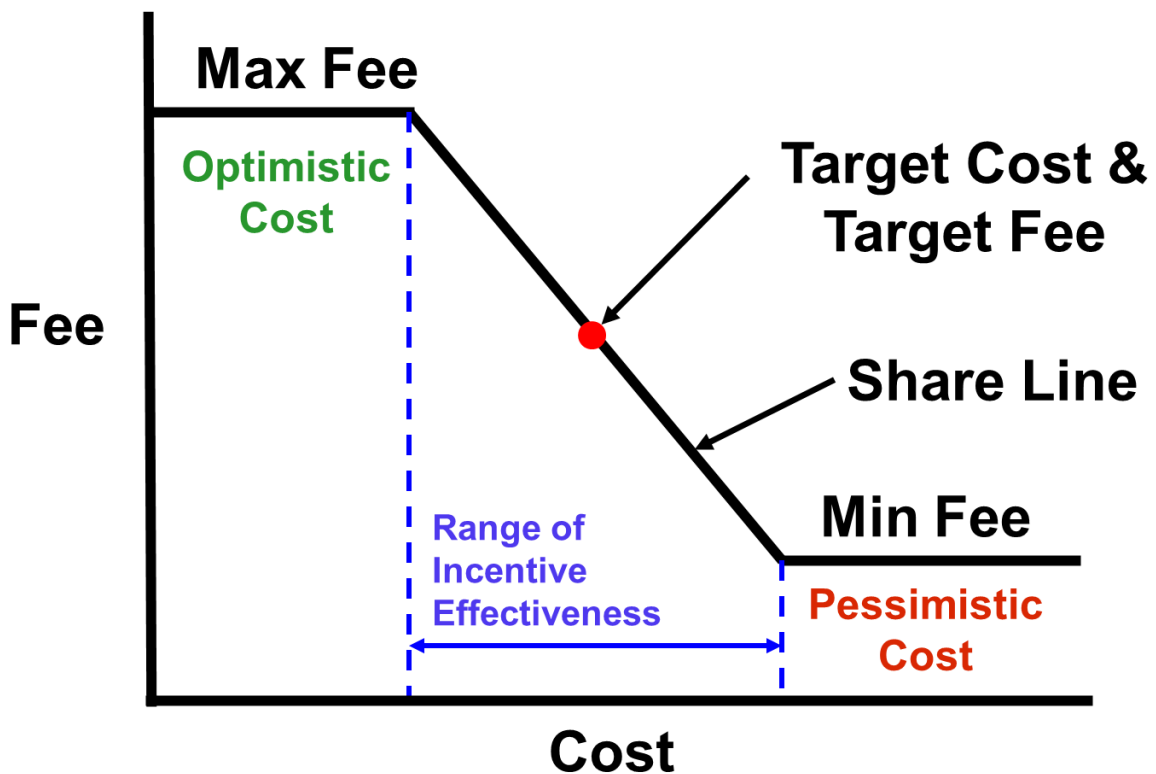 Max Fee
Optimistic
Cost
Target Cost &
Target Fee
Fee
Share Line
Range of
Incentive
Effectiveness
Min Fee
Pessimistic
Cost
Cost